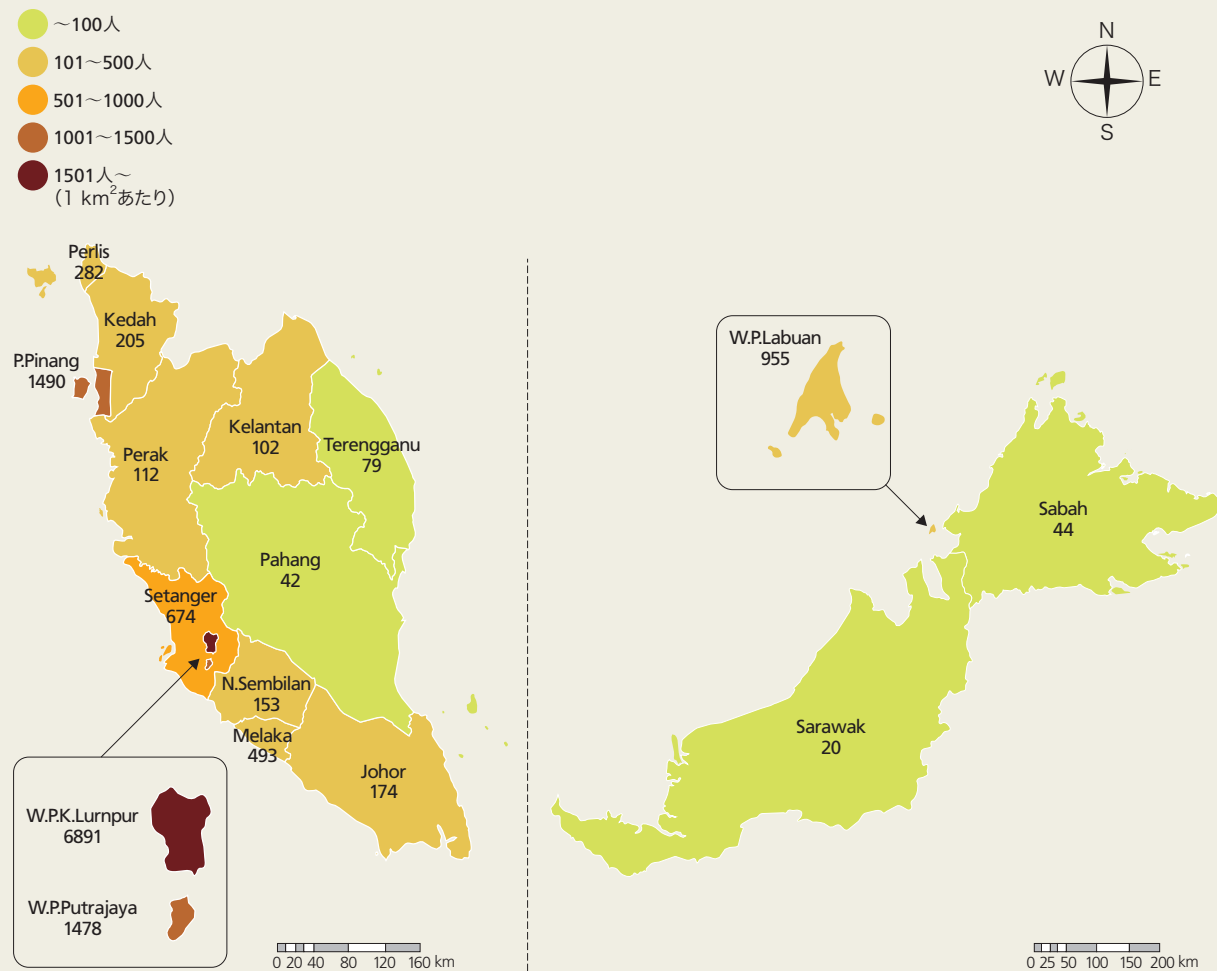 ～100人
101～500人
501～1000人
1001～1500人
1501人～
（1 km²あたり）
N
W
E
S
Perlis
282
Kedah
205
P.Pinang
1490
Perak
112
Kelantan
102
Terengganu
79
Pahang
42
Setanger
674
N.Sembilan
153
Melaka
493
Johor
174
W.P.K.Lurnpur
6891
W.P.Putrajaya
1478
0 20 40 80 120 160 km
W.P.Labuan
955
Sabah
44
Sarawak
20
0 25 50 100 150 200 km